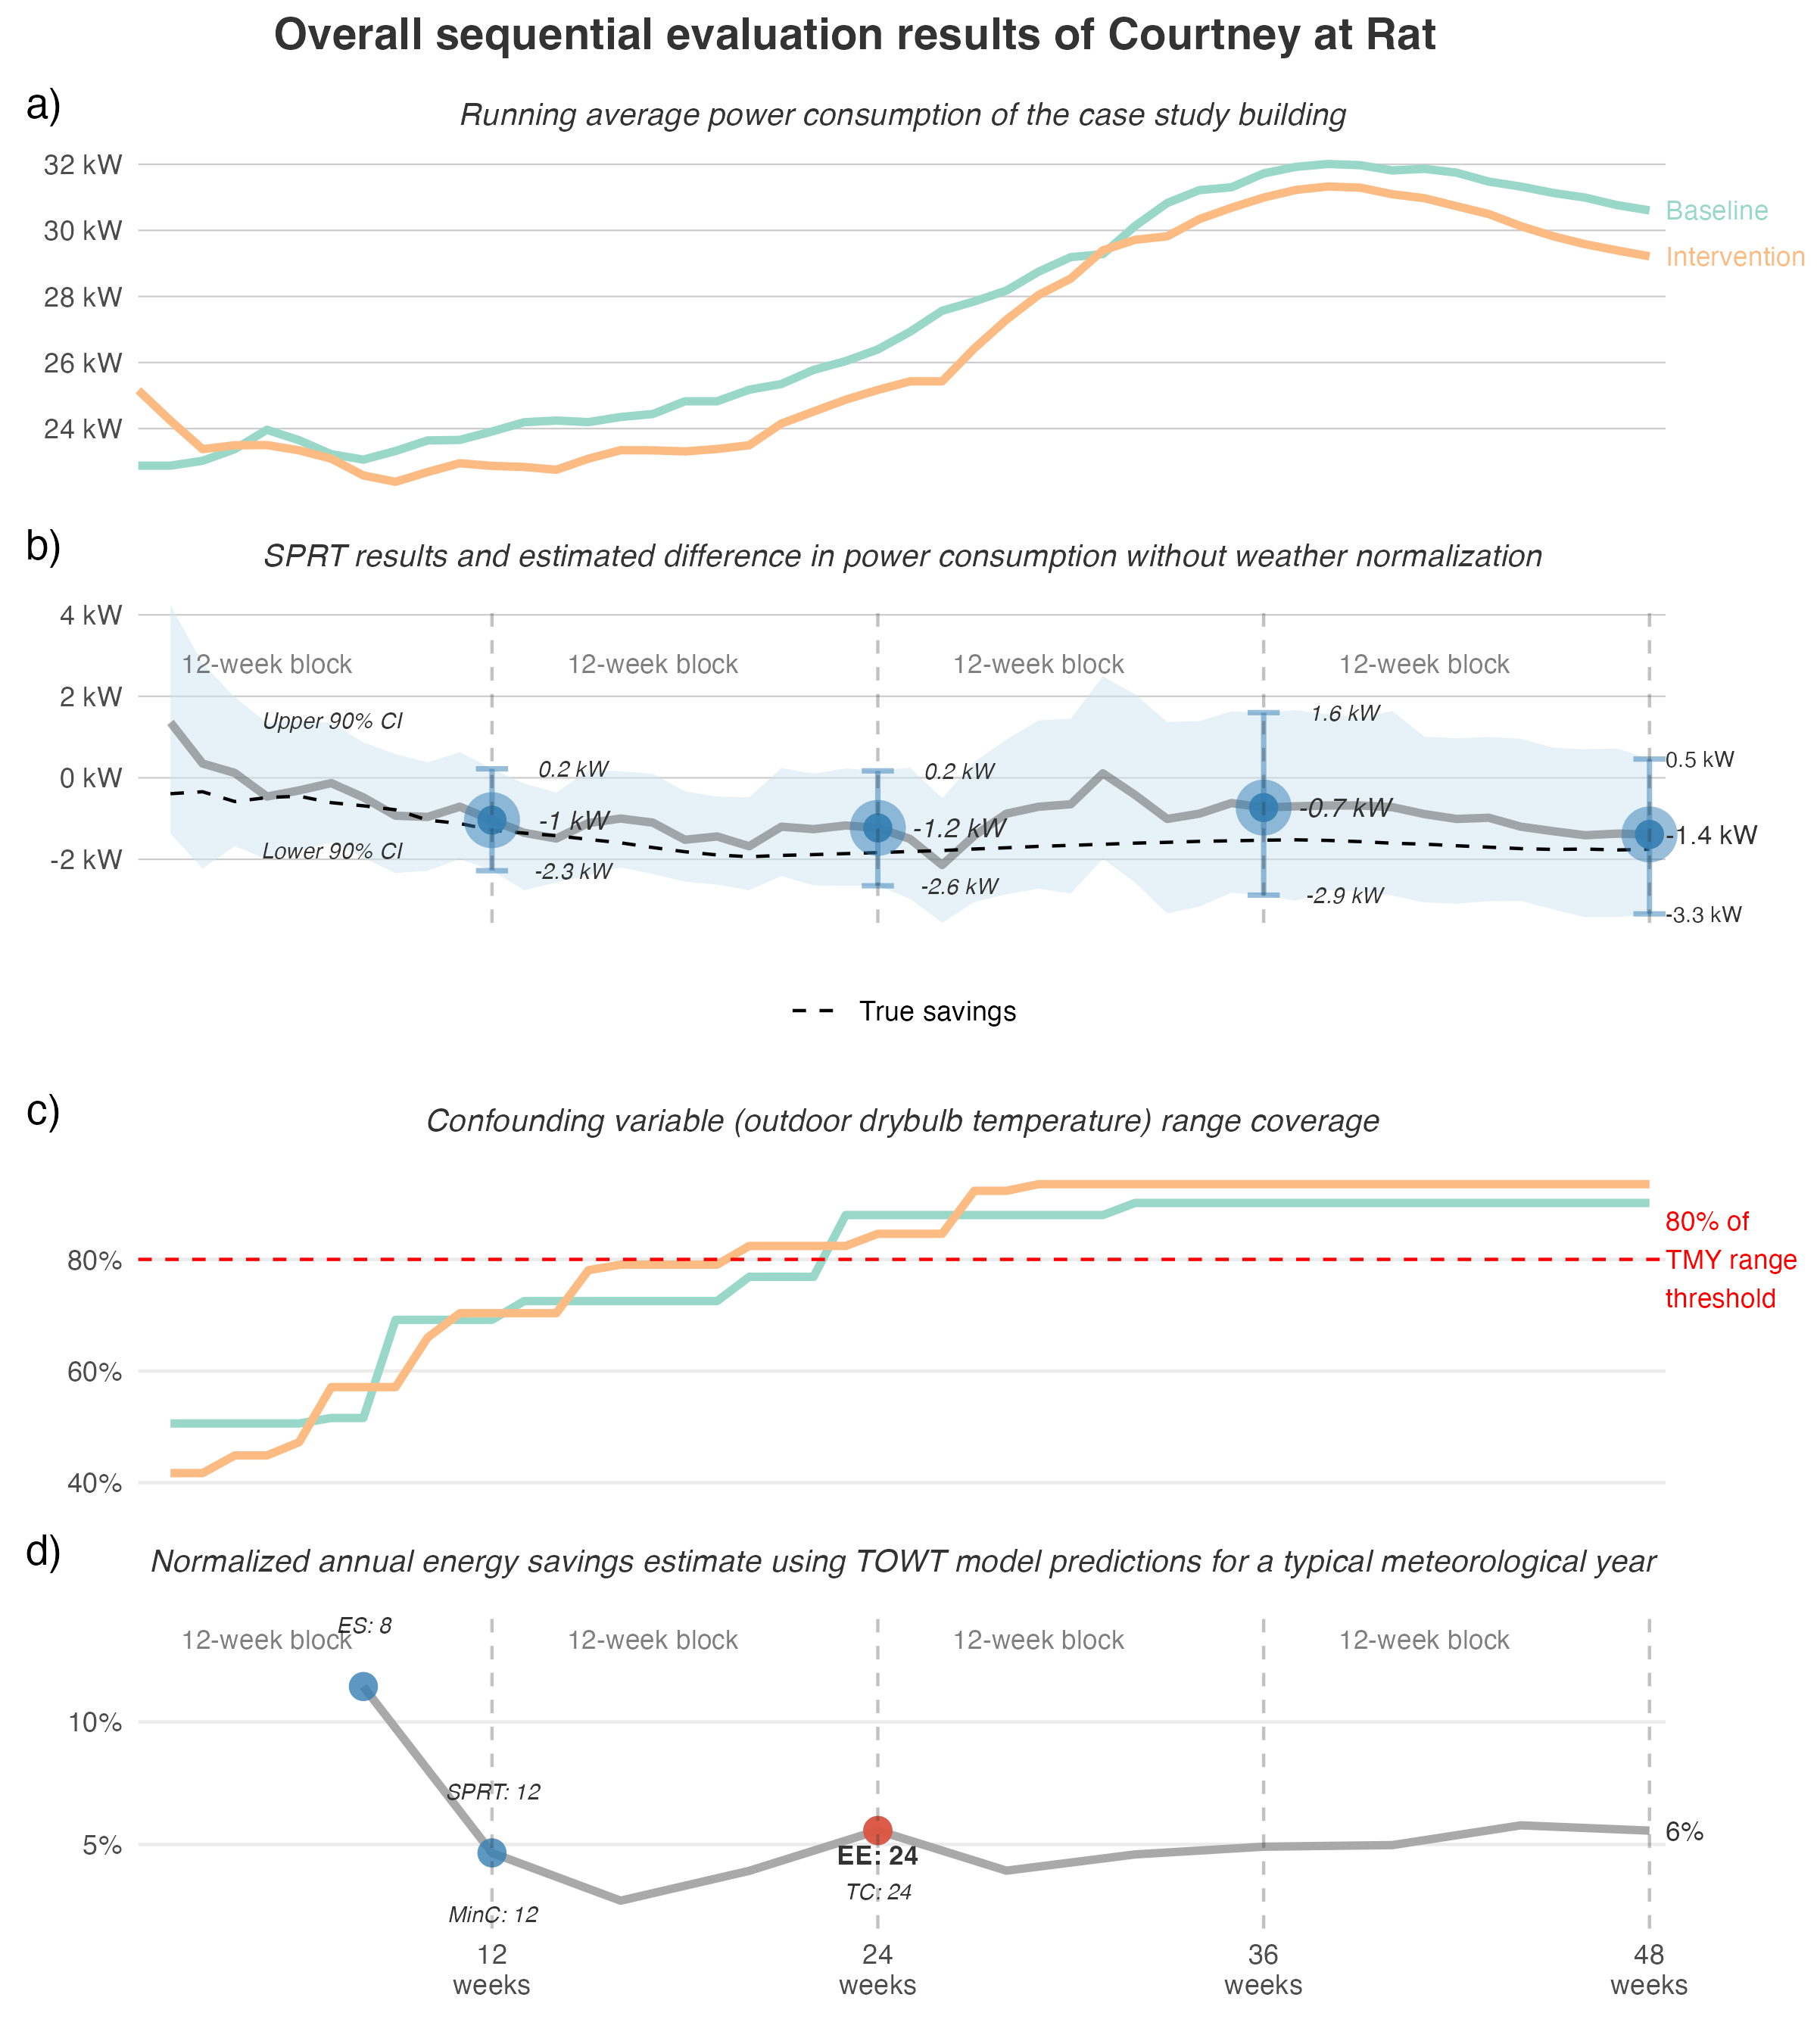 Overall sequential evaluation results of Courtney at Rat
a)
Running average power consumption of the case study building
32 kW
30 kW
28 kW
26 kW
24 kW
Baseline
Intervention
b)
SPRT results and estimated difference in power consumption without weather normalization
4 kW
2 kW
0 kW
-2 kW
12-week block
12-week block
12-week block
12-week block
Upper 90% CI
Lower 90% CI
0.2 kW
-1 kW
-2.3 kW
0.2 kW
-1.2 kW
-2.6 kW
1.6 kW
-0.7 kW
-2.9 kW
0.5 kW
-1.4 kW
-3.3 kW
True savings
c)
Confounding variable (outdoor drybulb temperature) range coverage
80%
60%
40%
80% of
TMY range
threshold
d)
Normalized annual energy savings estimate using TOWT model predictions for a typical meteorological year
12-week block
12-week block
12-week block
12-week block
ES: 8
10%
5%
SPRT: 12
MinC: 12
EE: 24
TC: 24
6%
12
weeks
24
weeks
36
weeks
48
weeks